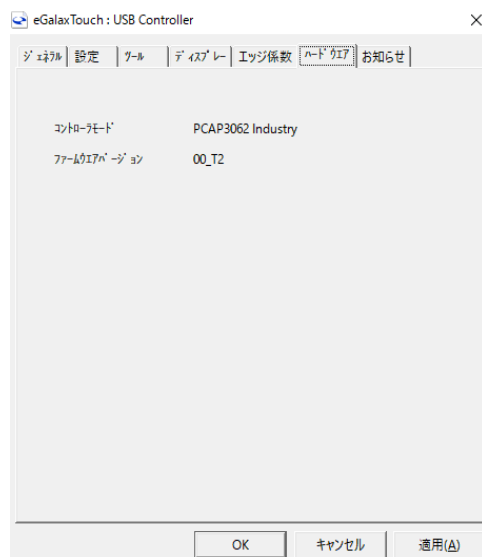 eGalaxTouch : USB Controller
ｼﾞｪﾈﾗﾙ 設定 ﾂｰﾙ ﾃﾞｨｽﾌﾟﾚｰ エッジ係数 ﾊｰﾄﾞｳｴｱ お知らせ
ｺﾝﾄﾛｰﾗﾓｰﾄﾞ PCAP3062 Industry
ﾌｧｰﾑｳｴｱﾊﾞｰｼﾞｮﾝ 00_T2
OK キャンセル 適用(A)